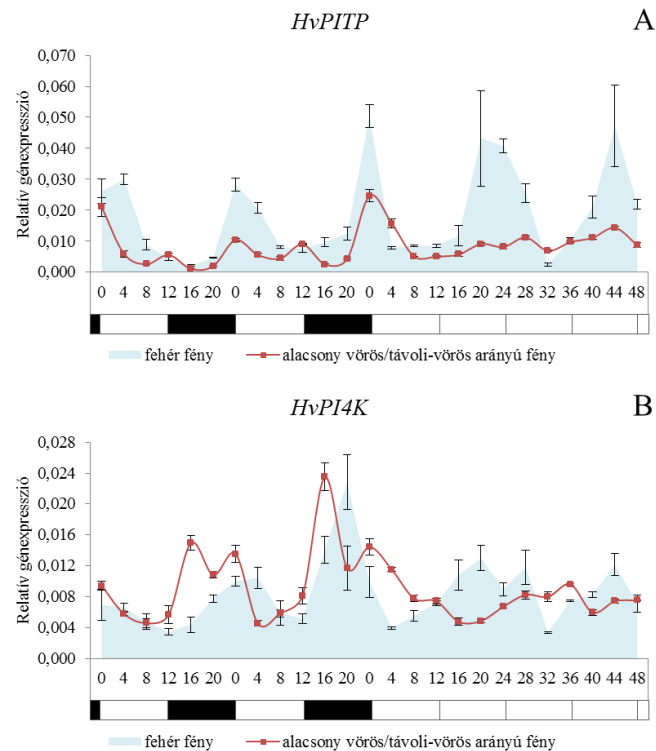 HvPITP
A
Relatív génexpresszió
0,070
0,060
0,050
0,040
0,030
0,020
0,010
0,000
0 4 8 12 16 20 0 4 8 12 16 20 0 4 8 12 16 20 24 28 32 36 40 44 48
fehér fény alacsony vörös/távoli-vörös arányú fény
HvPI4K
B
Relatív génexpresszió
0,028
0,024
0,020
0,016
0,012
0,008
0,004
0,000
0 4 8 12 16 20 0 4 8 12 16 20 0 4 8 12 16 20 24 28 32 36 40 44 48
fehér fény alacsony vörös/távoli-vörös arányú fény